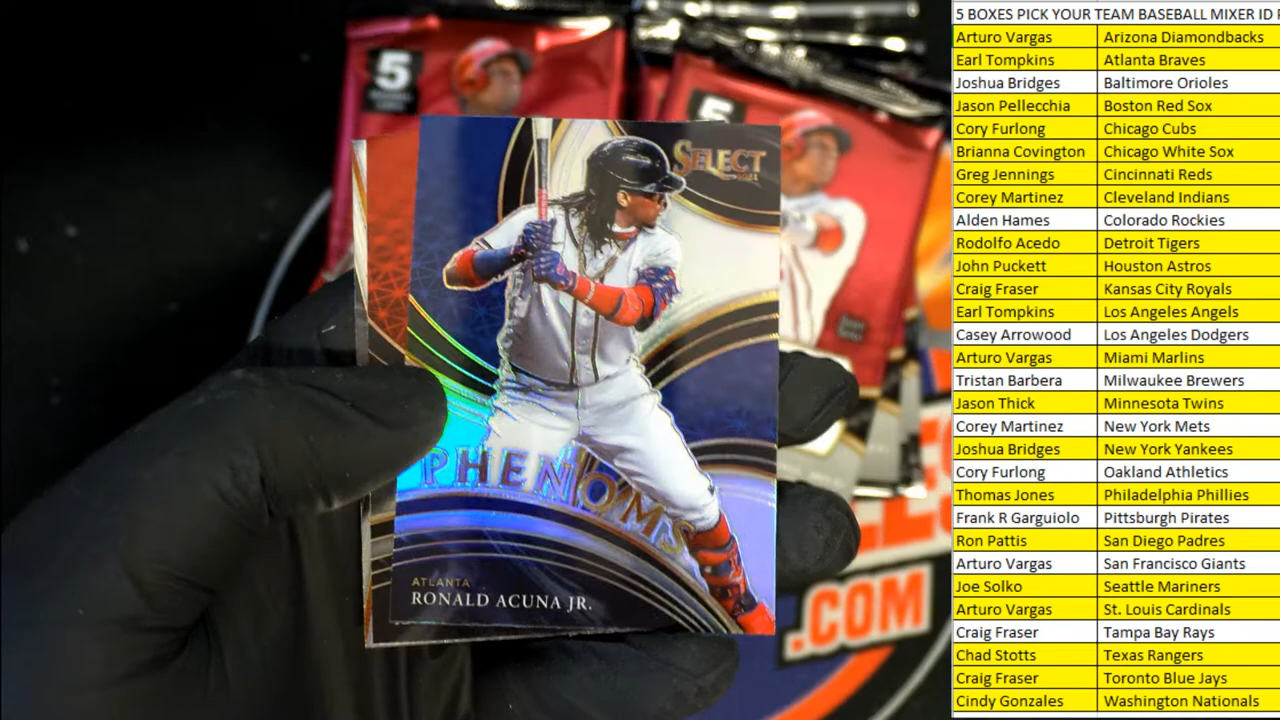 5
5
SELECT
2021
PHENOMS
ATLANTA
RONALD ACUNA JR.
.COM
5 BOXES PICK YOUR TEAM BASEBALL MIXER ID
Arturo Vargas Arizona Diamondbacks
Earl Tompkins Atlanta Braves
Joshua Bridges Baltimore Orioles
Jason Pellecchia Boston Red Sox
Cory Furlong Chicago Cubs
Brianna Covington Chicago White Sox
Greg Jennings Cincinnati Reds
Corey Martinez Cleveland Indians
Alden Hames Colorado Rockies
Rodolfo Acedo Detroit Tigers
John Puckett Houston Astros
Craig Fraser Kansas City Royals
Earl Tompkins Los Angeles Angels
Casey Arrowood Los Angeles Dodgers
Arturo Vargas Miami Marlins
Tristan Barbera Milwaukee Brewers
Jason Thick Minnesota Twins
Corey Martinez New York Mets
Joshua Bridges New York Yankees
Cory Furlong Oakland Athletics
Thomas Jones Philadelphia Phillies
Frank R Garguiolo Pittsburgh Pirates
Ron Pattis San Diego Padres
Arturo Vargas San Francisco Giants
Joe Solko Seattle Mariners
Arturo Vargas St. Louis Cardinals
Craig Fraser Tampa Bay Rays
Chad Stotts Texas Rangers
Craig Fraser Toronto Blue Jays
Cindy Gonzales Washington Nationals